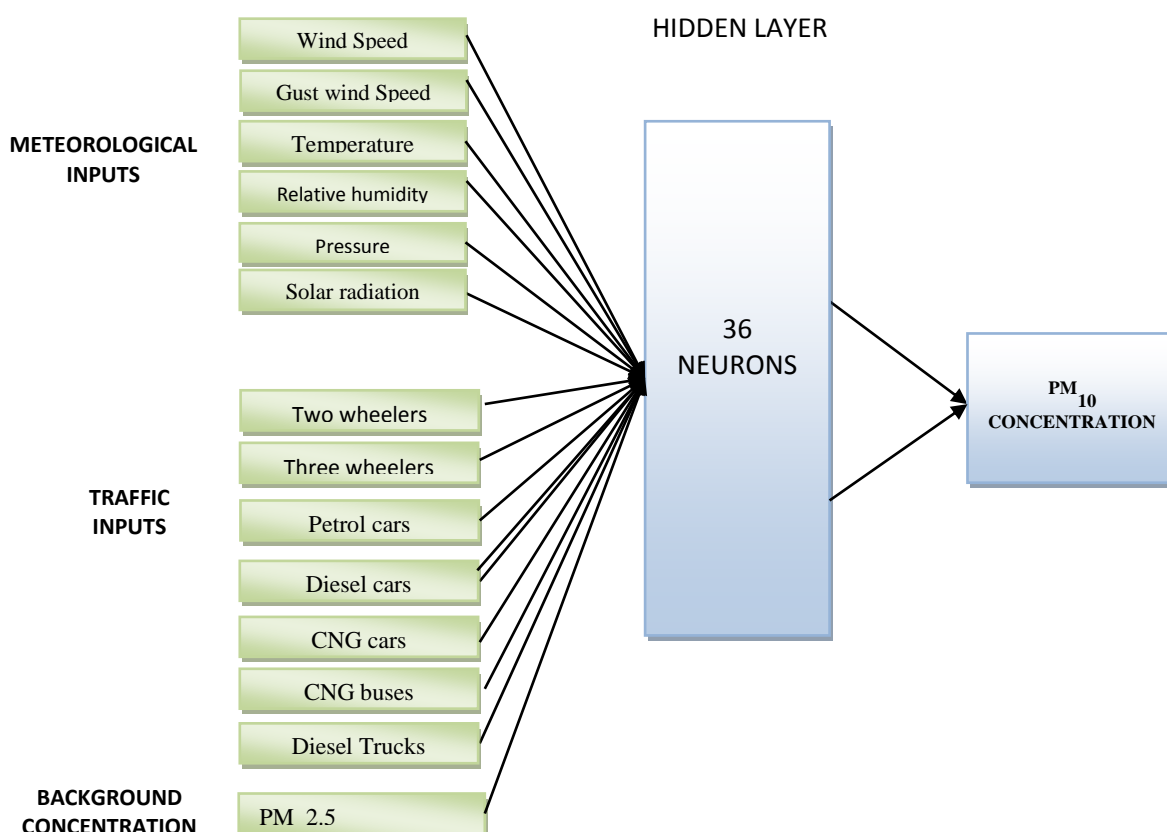 HIDDEN LAYER
METEOROLOGICAL
INPUTS
Wind Speed
Gust wind Speed
Temperature
Relative humidity
Pressure
Solar radiation
TRAFFIC
INPUTS
Two wheelers
Three wheelers
Petrol cars
Diesel cars
CNG cars
CNG buses
Diesel Trucks
BACKGROUND
CONCENTRATION
PM 2.5
36
NEURONS
PM10
CONCENTRATION